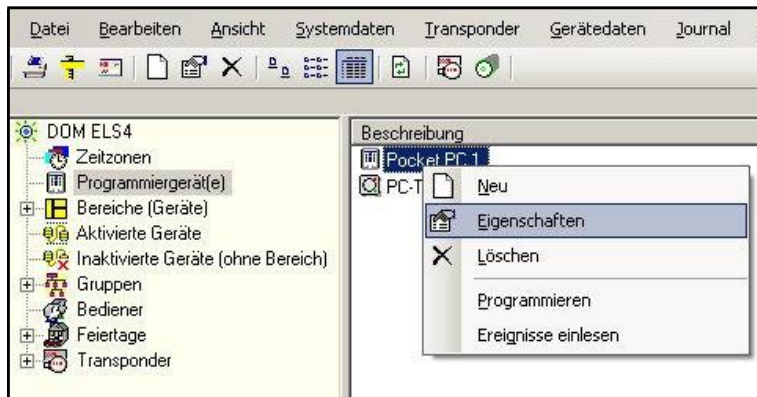 Datei Bearbeiten Ansicht Systemdaten Transponder Gerätedaten Journal
DOM ELS4
Zeitzonen
Programmiergerät(e)
Bereiche (Geräte)
Aktivierte Geräte
Inaktivierte Geräte (ohne Bereich)
Gruppen
Bediener
Feiertage
Transponder
Beschreibung
Pocket PC 1
PC-T
Neu
Eigenschaften
Löschen
Programmieren
Ereignisse einlesen